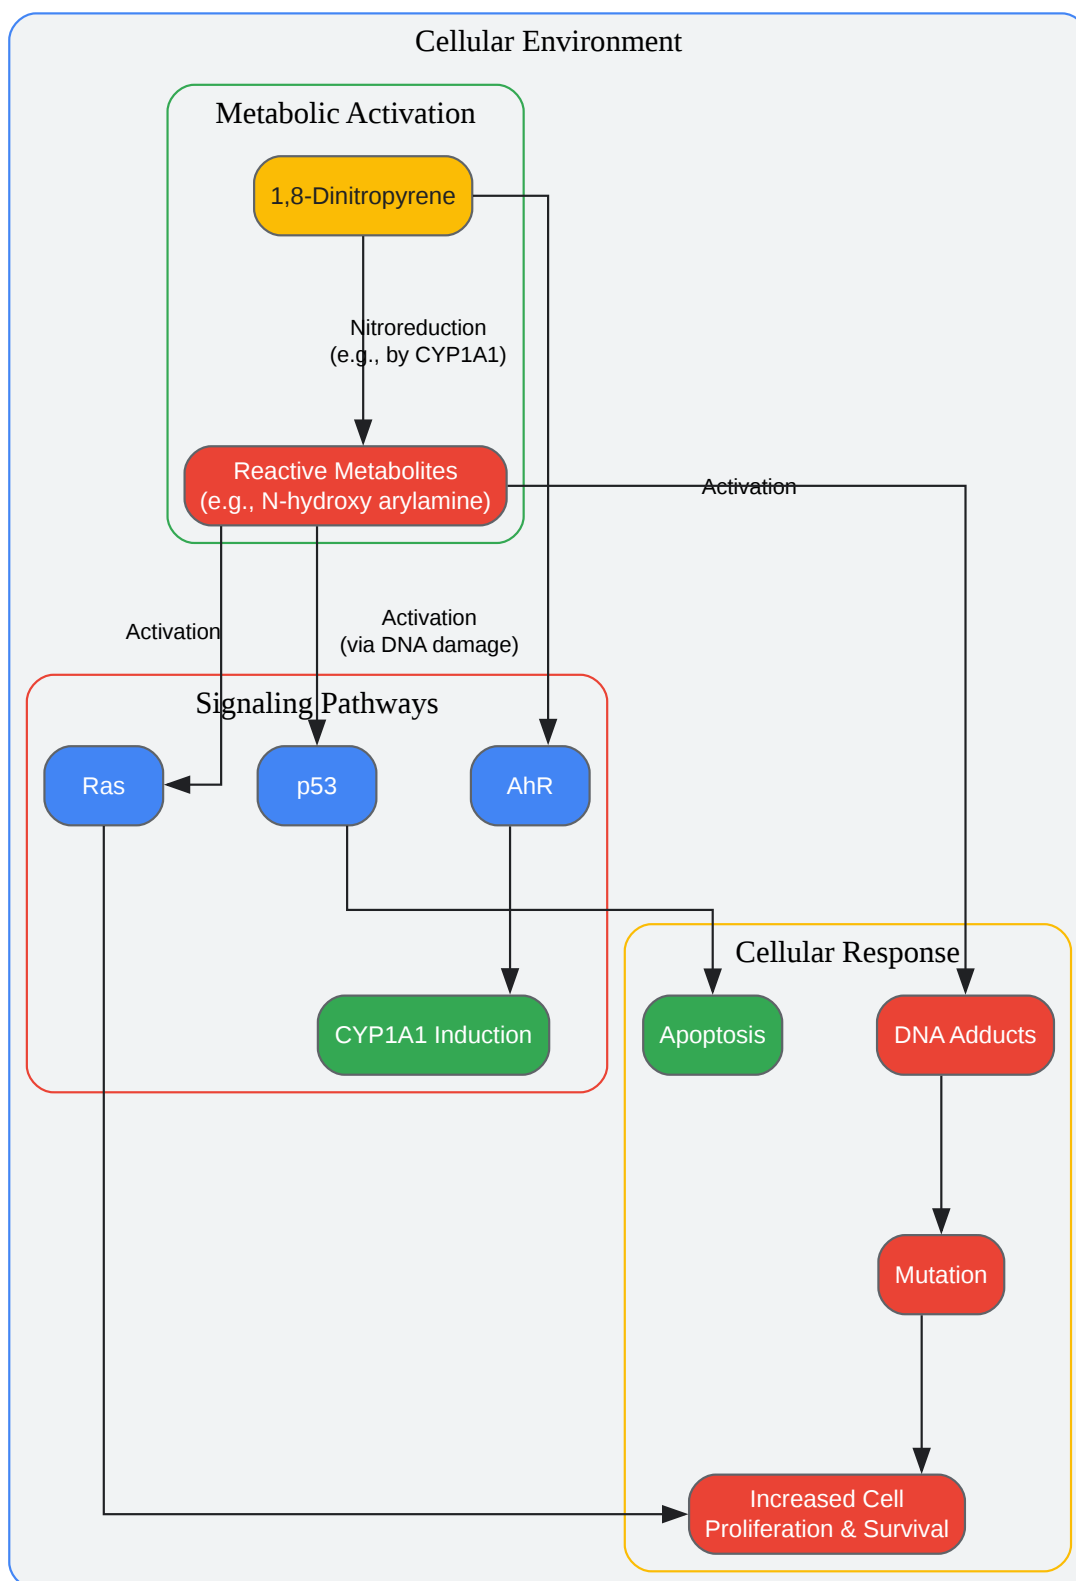 Cellular Environment
Metabolic Activation
1,8-Dinitropyrene
Nitroreduction
(e.g., by CYP1A1)
Reactive Metabolites
(e.g., N-hydroxy arylamine)
Activation
Activation
Activation
(via DNA damage)
Signaling Pathways
Ras
p53
AhR
Cellular Response
CYP1A1 Induction
Apoptosis
DNA Adducts
Mutation
Increased Cell
Proliferation & Survival